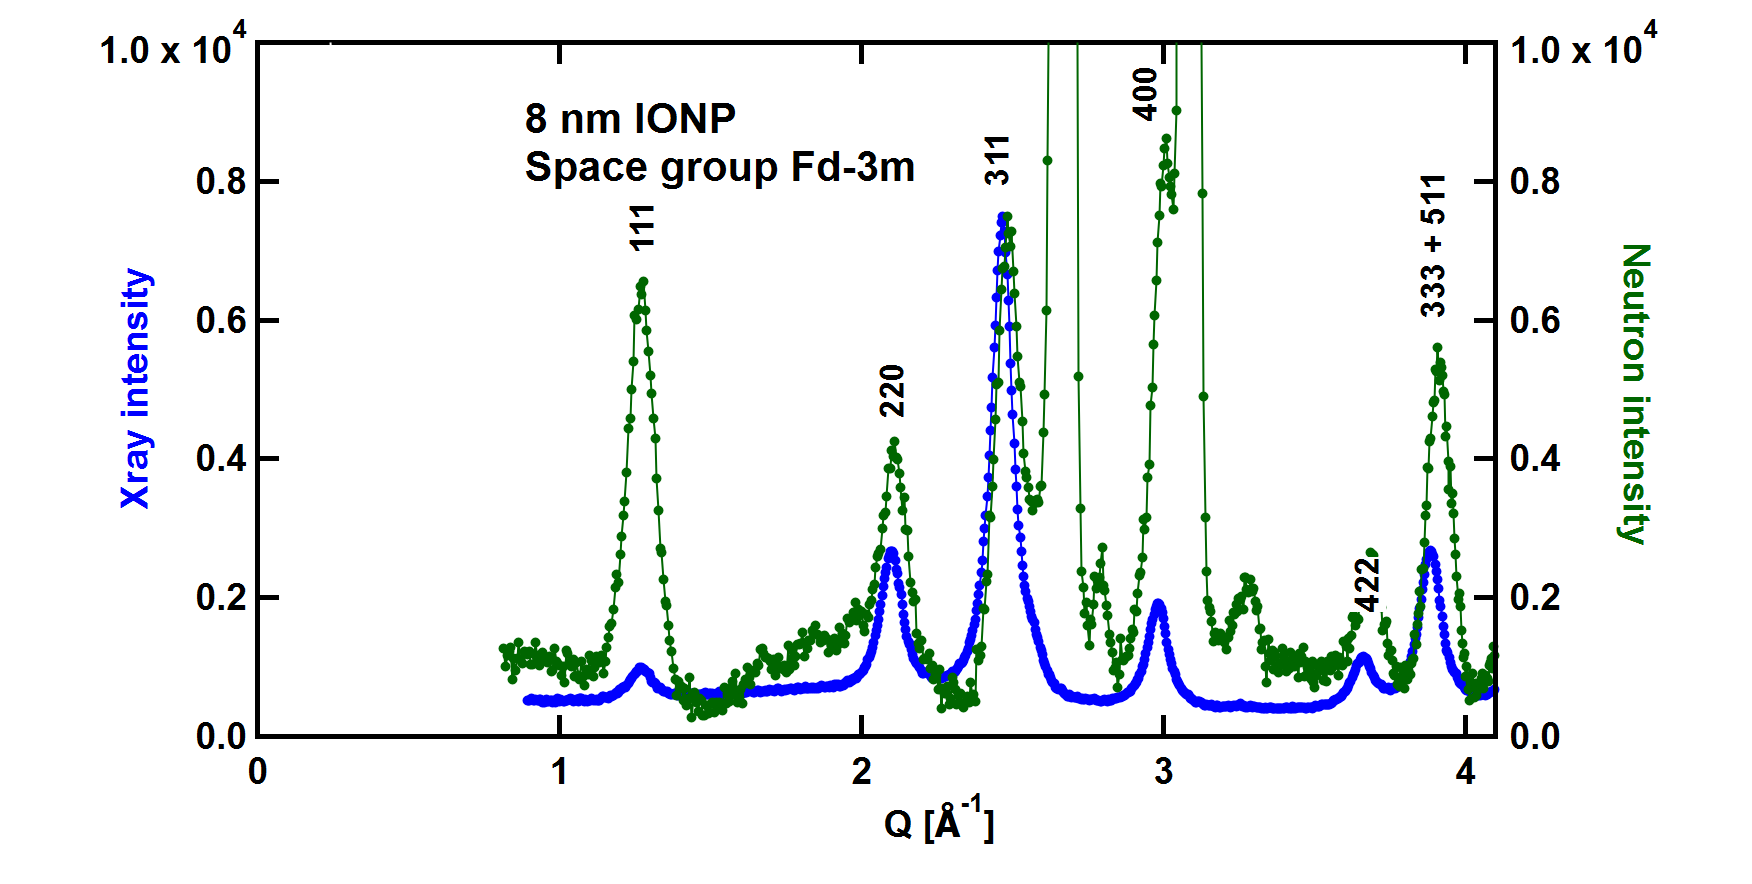 1.0 x 10^4
1.0 x 10^4
8 nm IONP
Space group Fd-3m
400
311
111
220
333 + 511
422
0.8
0.6
0.4
0.2
0.0
0.8
0.6
0.4
0.2
0.0
Xray intensity
Neutron intensity
0 1 2 3 4
Q [Å^-1]